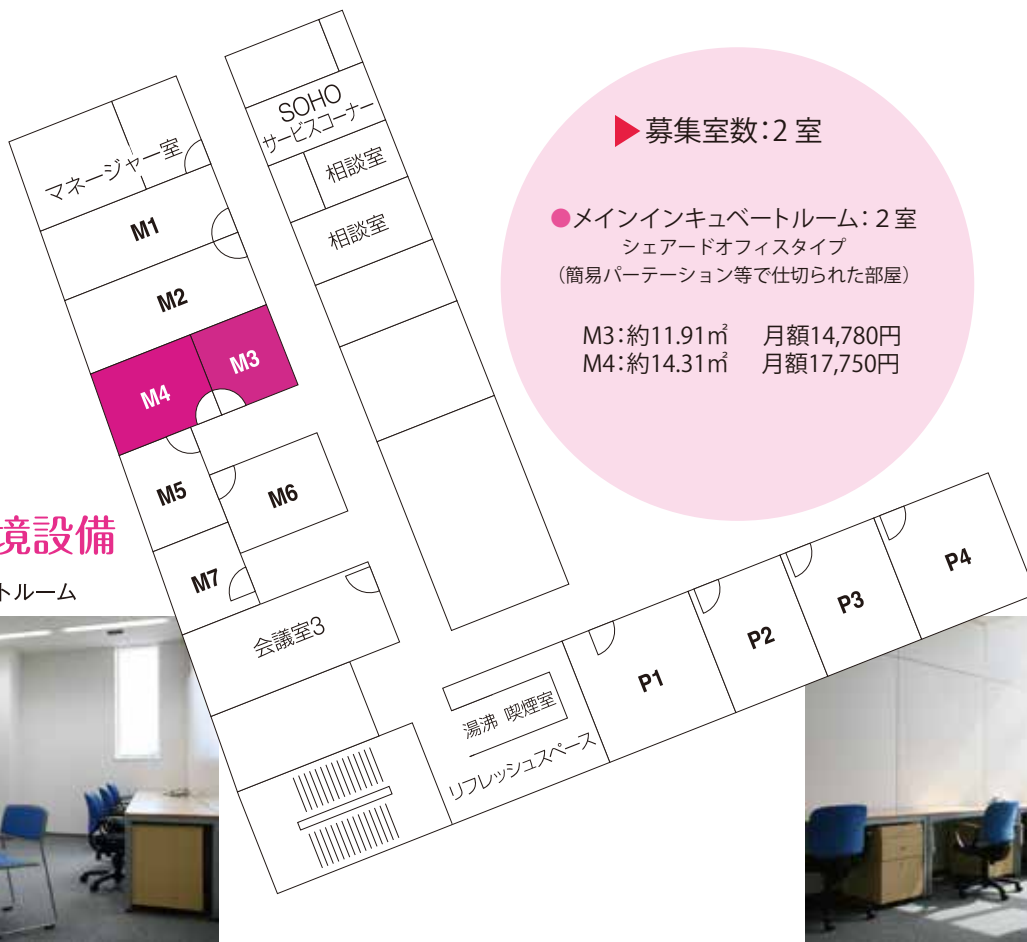 SOHO
サービスコーナー
相談室
相談室
マネージャー室
M1
M2
M3
M4
M5
M6
M7
会議室3
湯沸 喫煙室
リフレッシュスペース
P1
P2
P3
P4
▶募集室数:2 室
●メインインキュベートルーム:2 室
シェアードオフィスタイプ
（簡易パーテーション等で仕切られた部屋）
M3:約11.91㎡ 月額14,780円
M4:約14.31㎡ 月額17,750円
境設備
トルーム